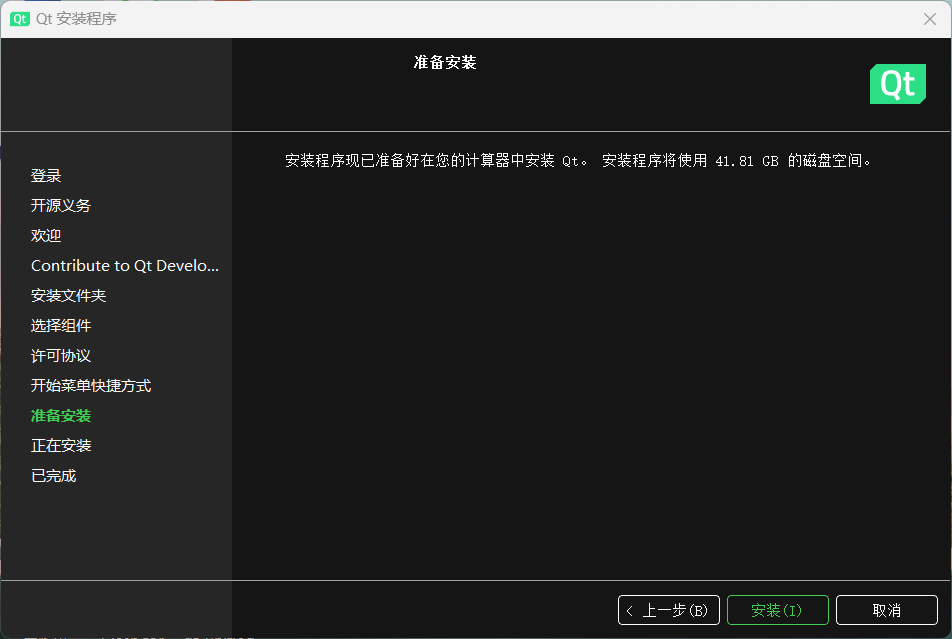 Qt Qt 安装程序
准备安装
Qt
安装程序现已准备好在您的计算器中安装 Qt。 安装程序将使用 41.81 GB 的磁盘空间。
登录
开源义务
欢迎
Contribute to Qt Develo...
安装文件夹
选择组件
许可协议
开始菜单快捷方式
准备安装
正在安装
已完成
< 上一步(B) 安装(I) 取消